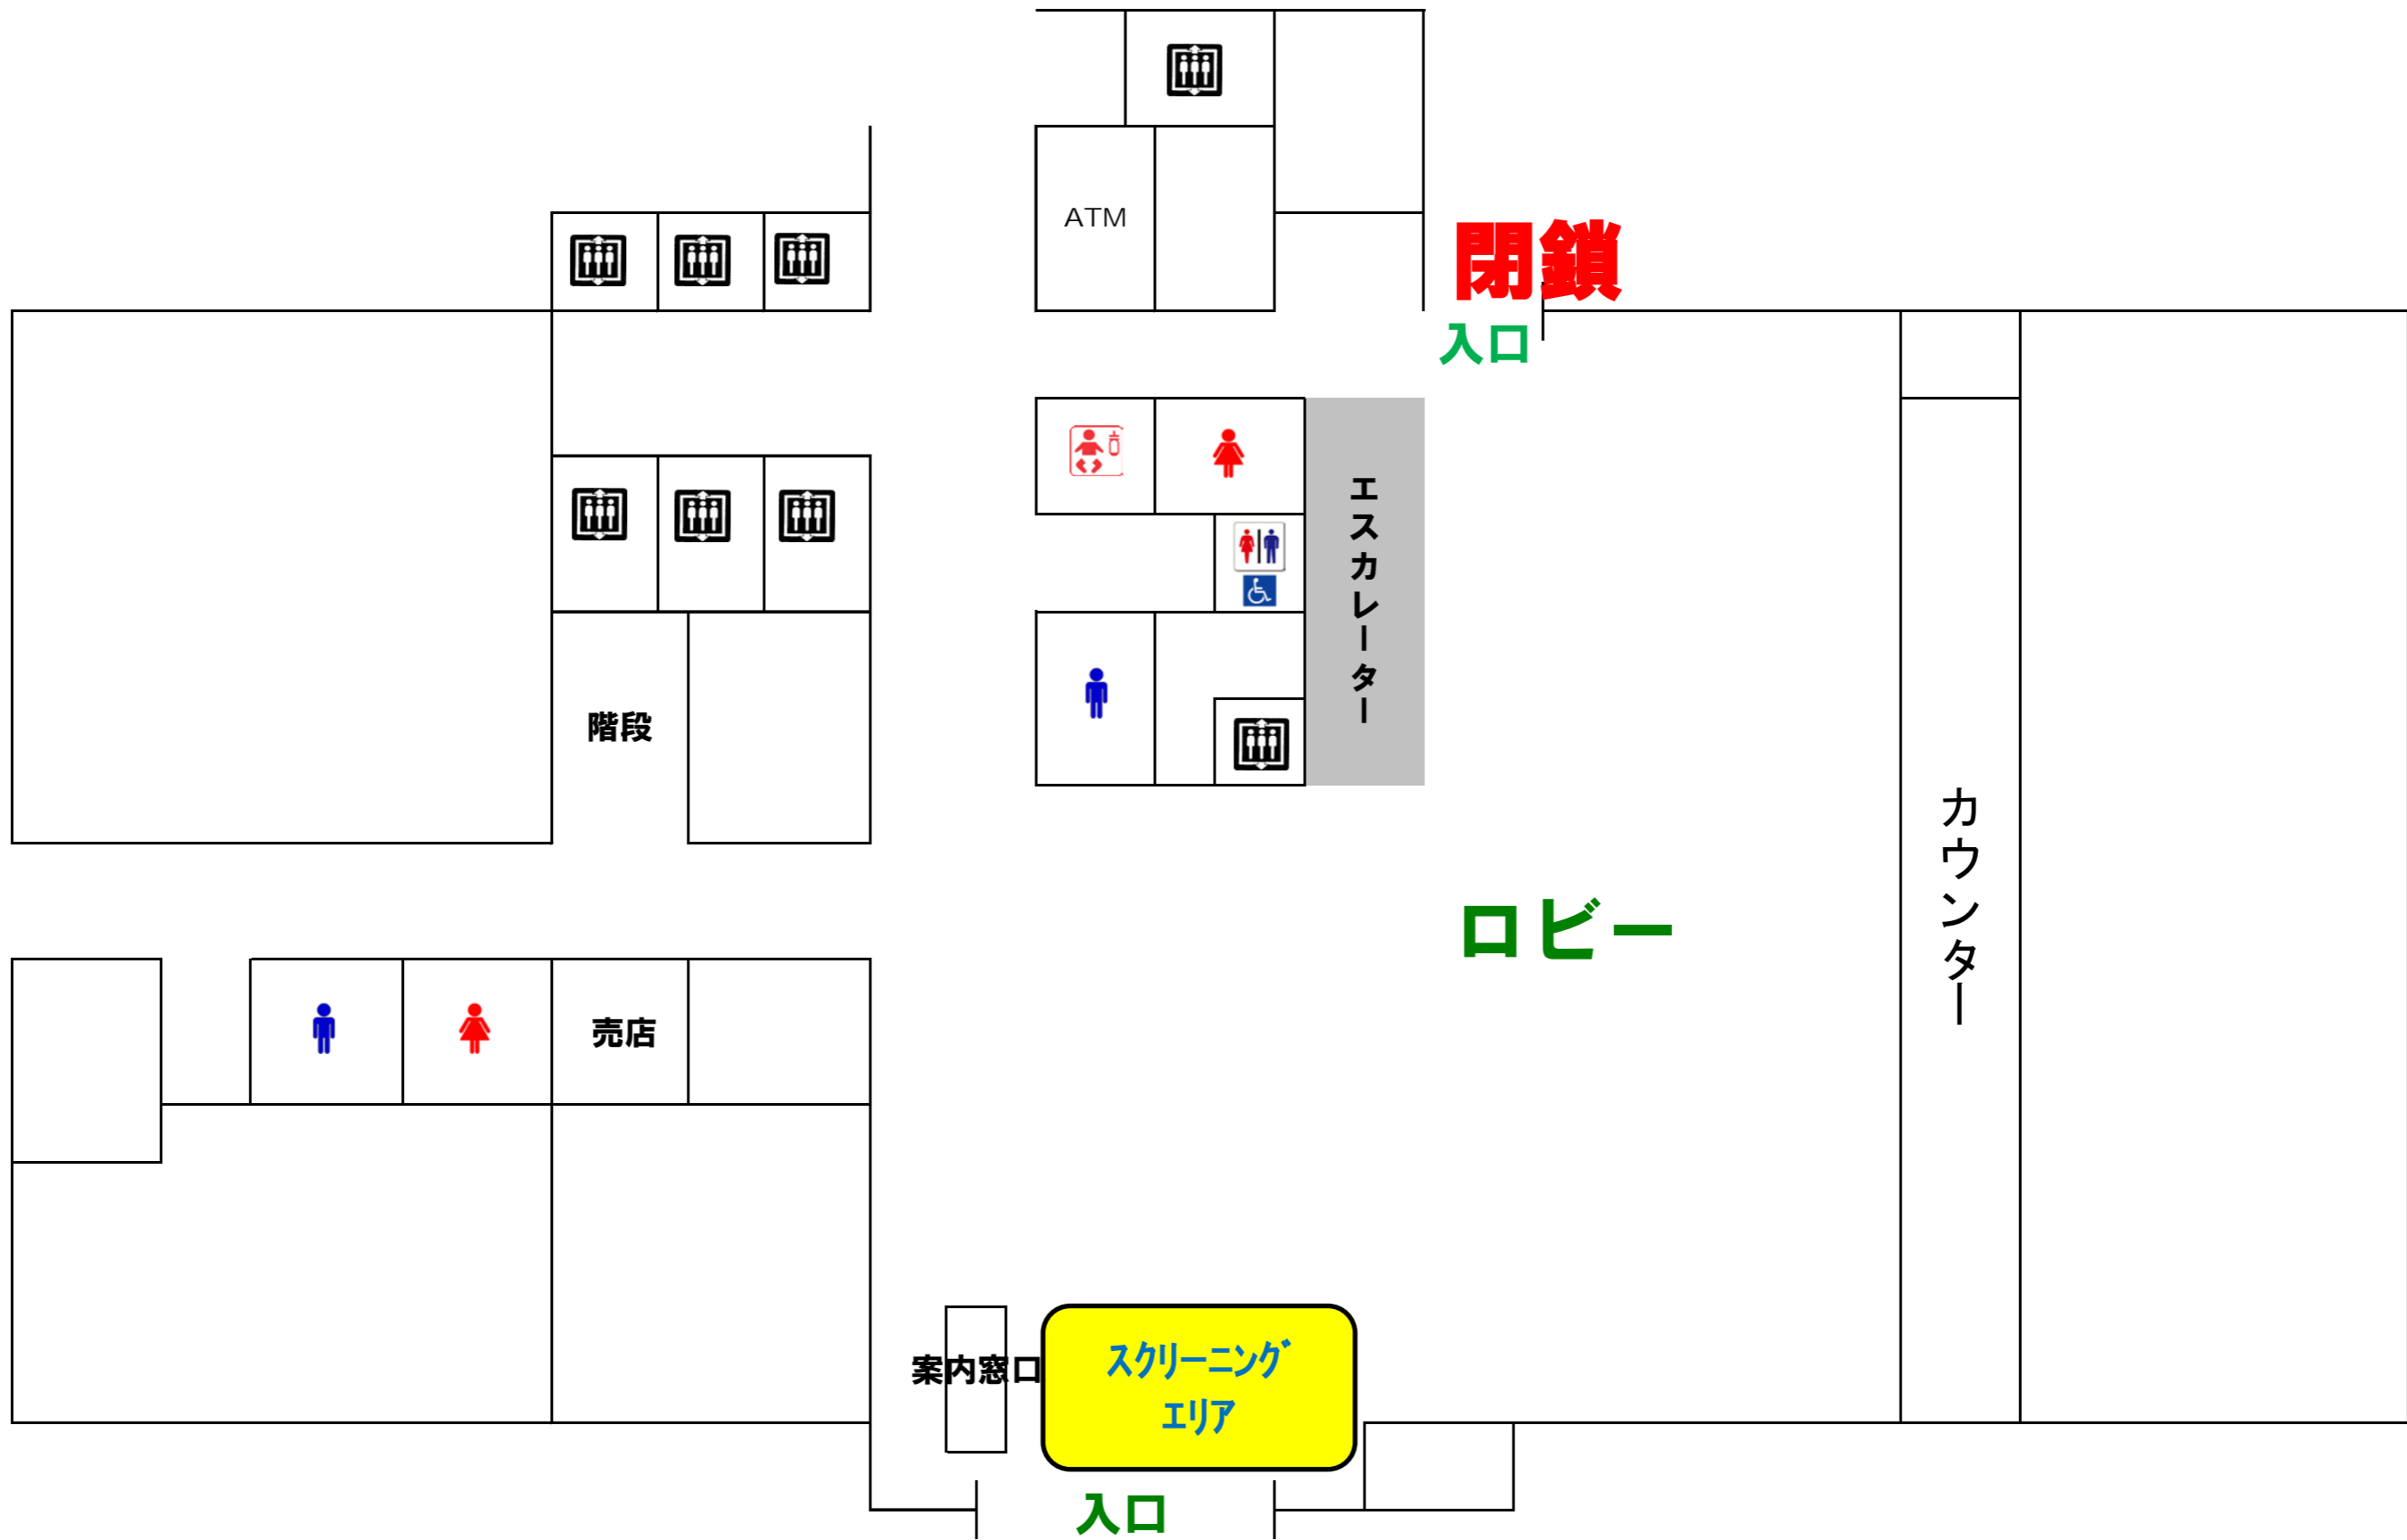 ATM
閉鎖
入口
エスカレーター
階段
カウンター
ロビー
売店
案内窓口
スクリーニング
エリア
入口